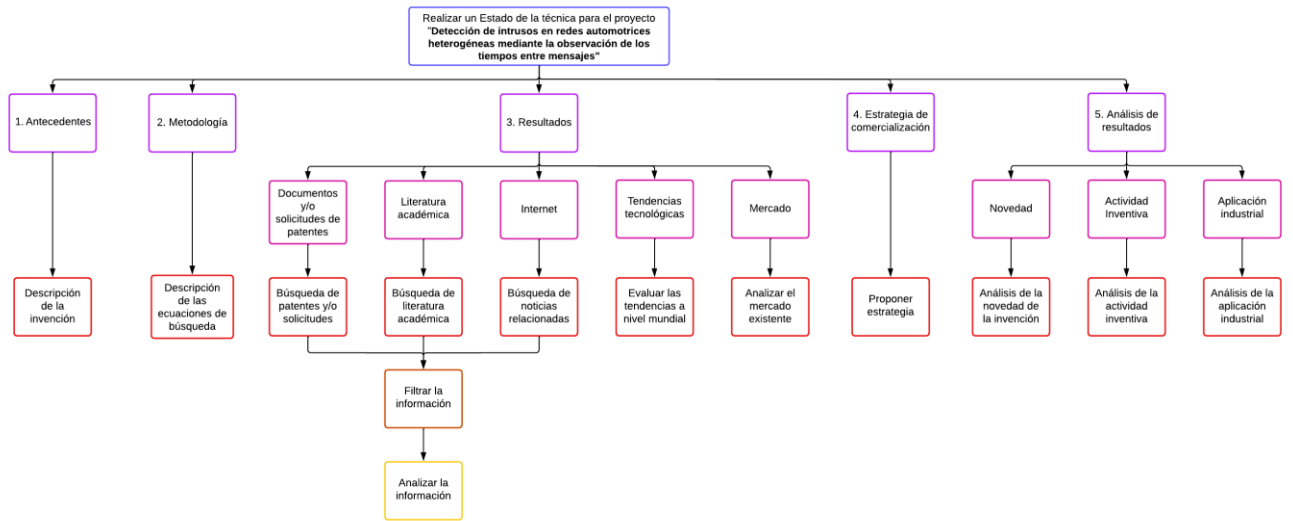 Realizar un Estado de la técnica para el proyecto
"Detección de intrusos en redes automotrices
heterogéneas mediante la observación de los
tiempos entre mensajes"
1. Antecedentes
2. Metodología
3. Resultados
4. Estrategia de
comercialización
5. Análisis de
resultados
Documentos
y/o
solicitudes de
patentes
Literatura
académica
Internet
Tendencias
tecnológicas
Mercado
Novedad
Actividad
Inventiva
Aplicación
industrial
Descripción
de la
invención
Descripción
de las
ecuaciones de
búsqueda
Búsqueda de
patentes y/o
solicitudes
Búsqueda de
literatura
académica
Búsqueda de
noticias
relacionadas
Evaluar las
tendencias a
nivel mundial
Analizar el
mercado
existente
Proponer
estrategia
Análisis de la
novedad de
la invención
Análisis de la
actividad
inventiva
Análisis de la
aplicación
industrial
Filtrar la
información
Analizar la
información